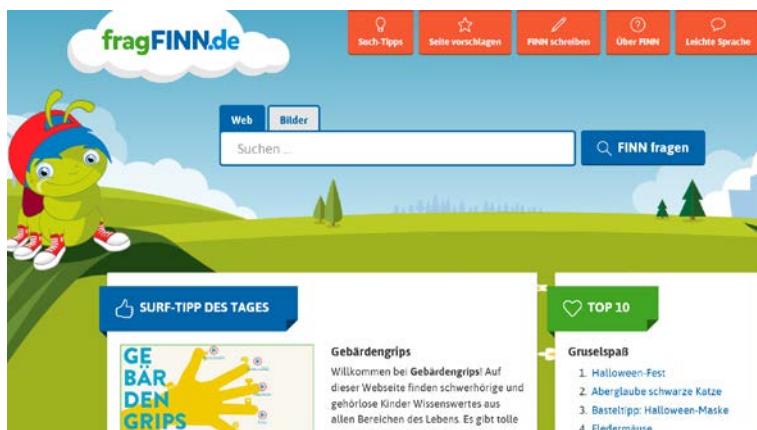 fragFINN.de
Such-Tipps
Seite vorschlagen
FINN schreiben
Über FINN
Leichte Sprache
Web
Bilder
Suchen ...
FINN fragen
SURF-TIPP DES TAGES
GE
BÄR
DEN
GRIPS
Gebärdengrips
Willkommen bei Gebärdengrips! Auf
dieser Webseite finden schwerhörige und
gehörlose Kinder Wissenswertes aus
allen Bereichen des Lebens. Es gibt tolle
TOP 10
Gruselspaß
1. Halloween-Fest
2. Aberglaube schwarze Katze
3. Basteltipp: Halloween-Maske
4. Fledermäuse